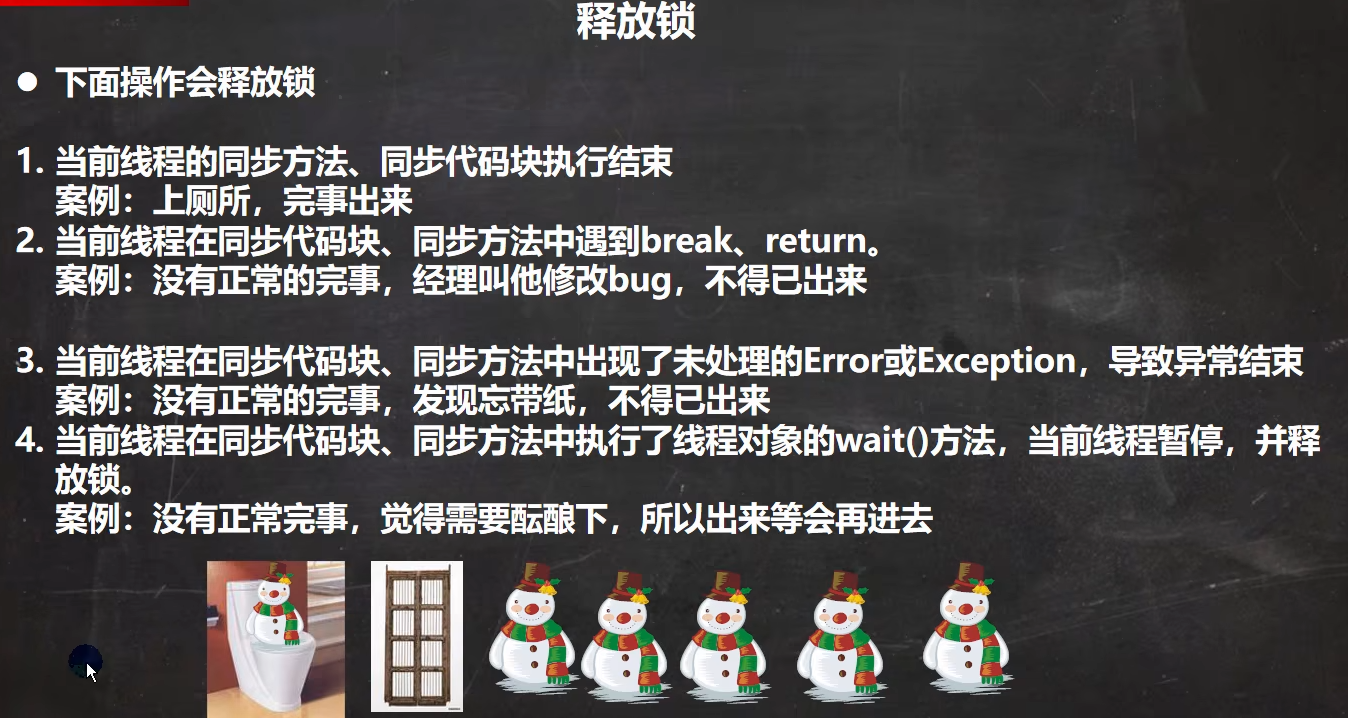 释放锁
● 下面操作会释放锁
1. 当前线程的同步方法、同步代码块执行结束
案例：上厕所，完事出来
2. 当前线程在同步代码块、同步方法中遇到break、return。
案例：没有正常的完事，经理叫他修改bug，不得已出来
3. 当前线程在同步代码块、同步方法中出现了未处理的Error或Exception，导致异常结束
案例：没有正常的完事，发现忘带纸，不得已出来
4. 当前线程在同步代码块、同步方法中执行了线程对象的wait()方法，当前线程暂停，并释
放锁。
案例：没有正常完事，觉得需要酝酿下，所以出来等会再进去